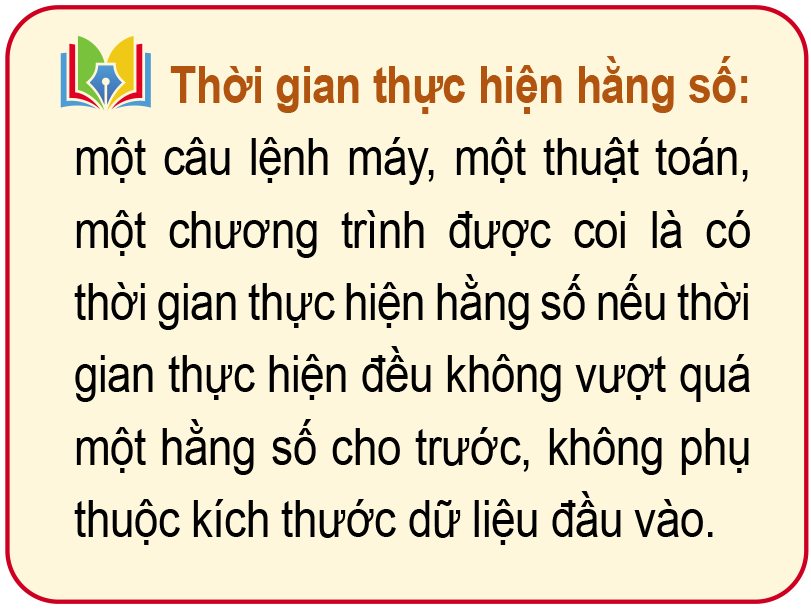 Thời gian thực hiện hằng số:
một câu lệnh máy, một thuật toán,
một chương trình được coi là có
thời gian thực hiện hằng số nếu thời
gian thực hiện đều không vượt quá
một hằng số cho trước, không phụ
thuộc kích thước dữ liệu đầu vào.